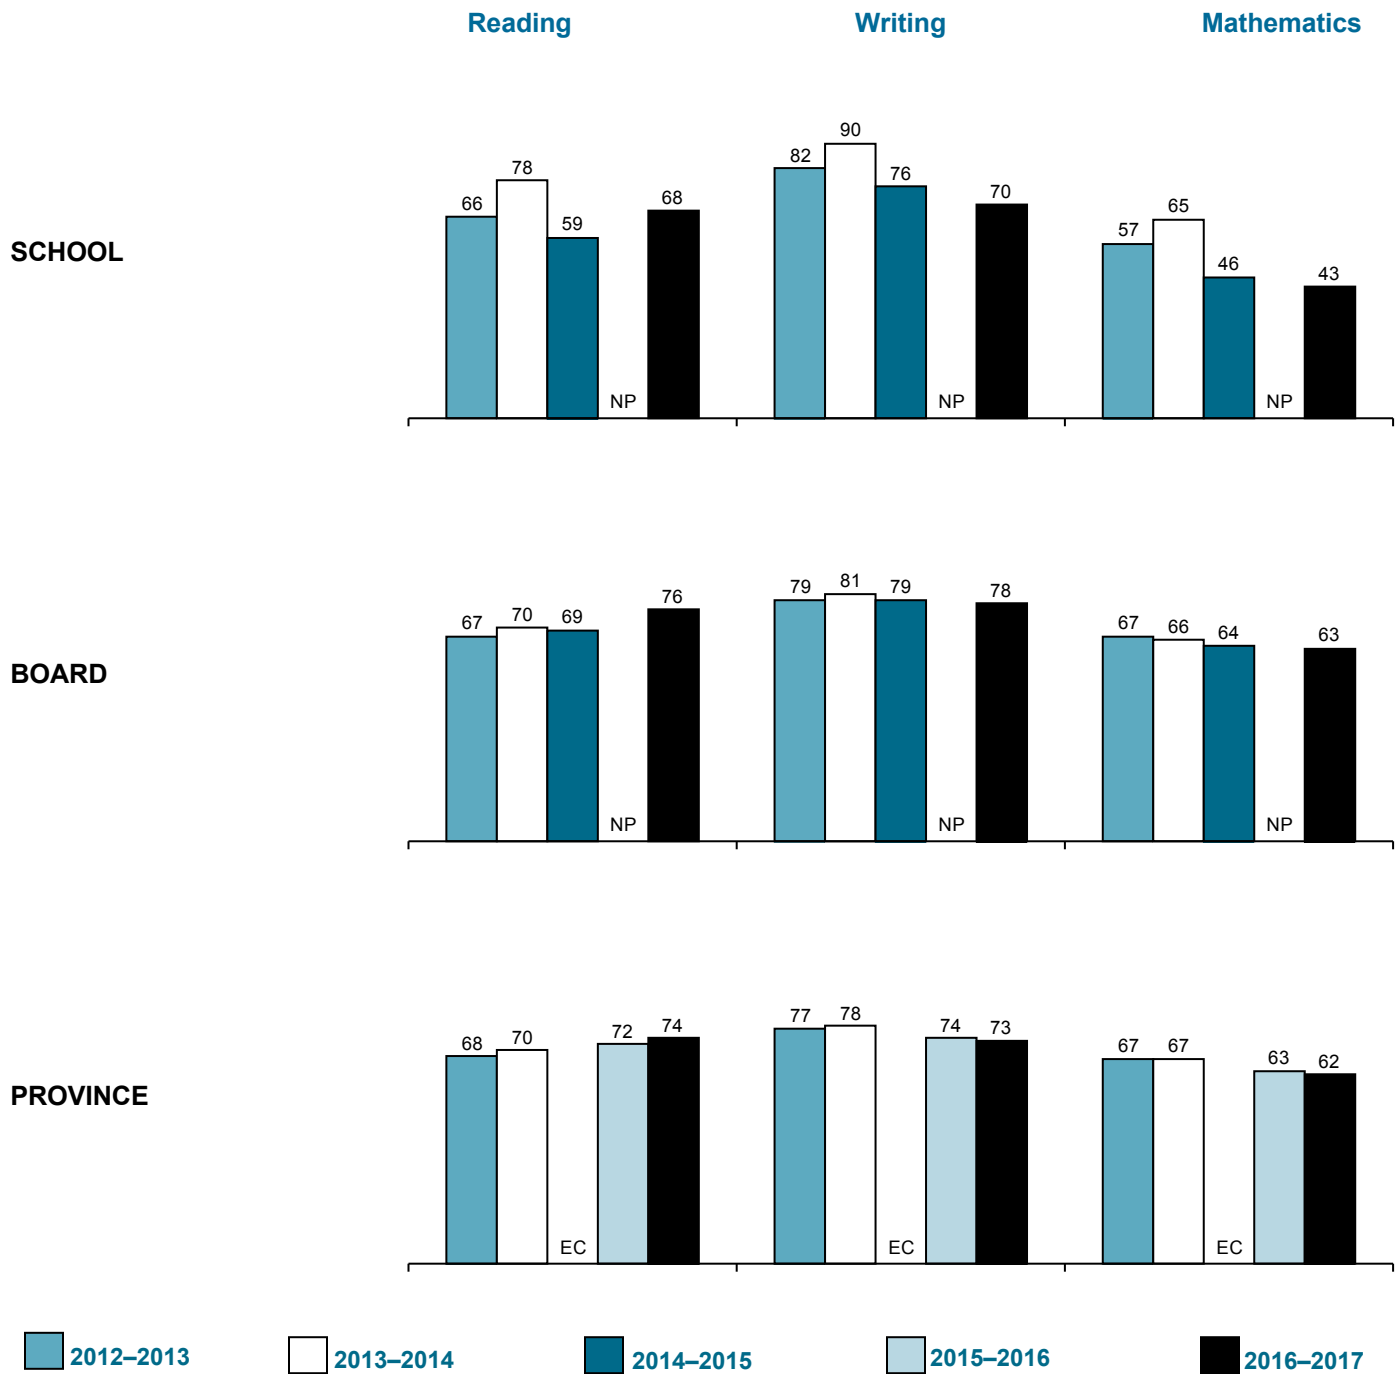 Reading Writing Mathematics
SCHOOL
66 78 59 NP 68 82 90 76 NP 70 57 65 46 NP 43
BOARD
67 70 69 NP 76 79 81 79 NP 78 67 66 64 NP 63
PROVINCE
68 70 EC 72 74 77 78 EC 74 73 67 67 EC 63 62
2012–2013 2013–2014 2014–2015 2015–2016 2016–2017